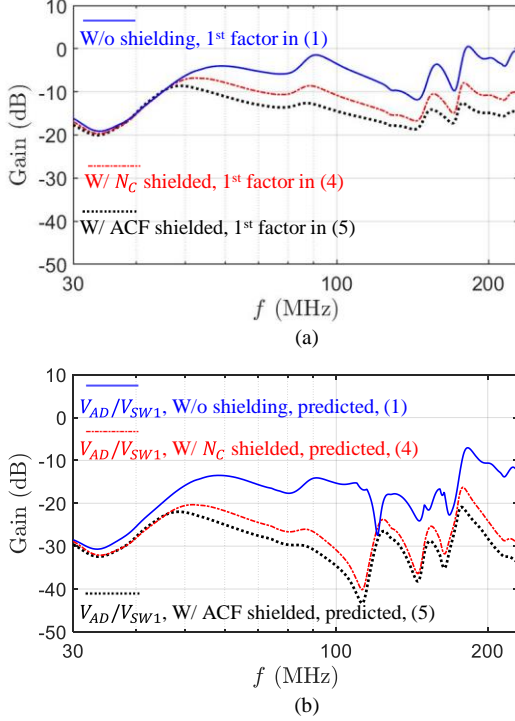 10
W/o shielding, 1st factor in (1)
0
-10
-20
W/ N_C shielded, 1st factor in (4)
-30
W/ ACF shielded, 1st factor in (5)
-40
-50
Gain (dB)
30 100 200
f (MHz)
(a)
10
V_AD/V_SW1, W/o shielding, predicted, (1)
0
V_AD/V_SW1, W/ N_C shielded, predicted, (4)
-10
-20
-30
-40
V_AD/V_SW1, W/ ACF shielded, predicted, (5)
-50
Gain (dB)
30 100 200
f (MHz)
(b)